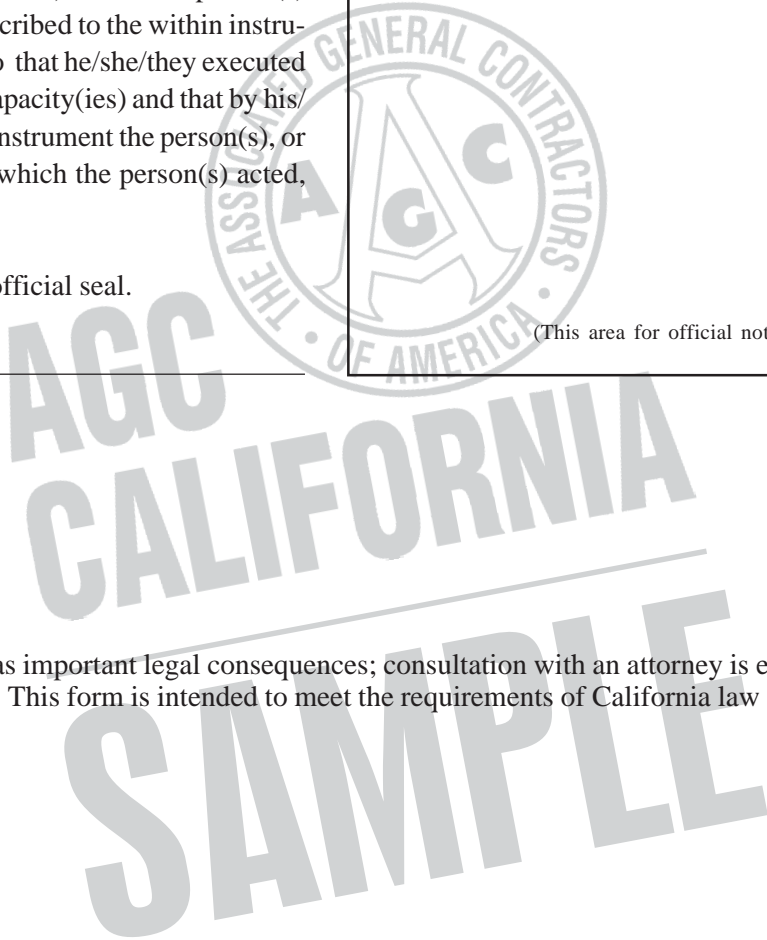 cribed to the within instru-
that he/she/they executed
apacity(ies) and that by his/
nstrument the person(s), or
which the person(s) acted,
official seal.
(This area for official not
THE ASSOCIATED GENERAL CONTRACTORS
OF AMERICA
A G C
AGC
CALIFORNIA
SAMPLE
as important legal consequences; consultation with an attorney is e
This form is intended to meet the requirements of California law